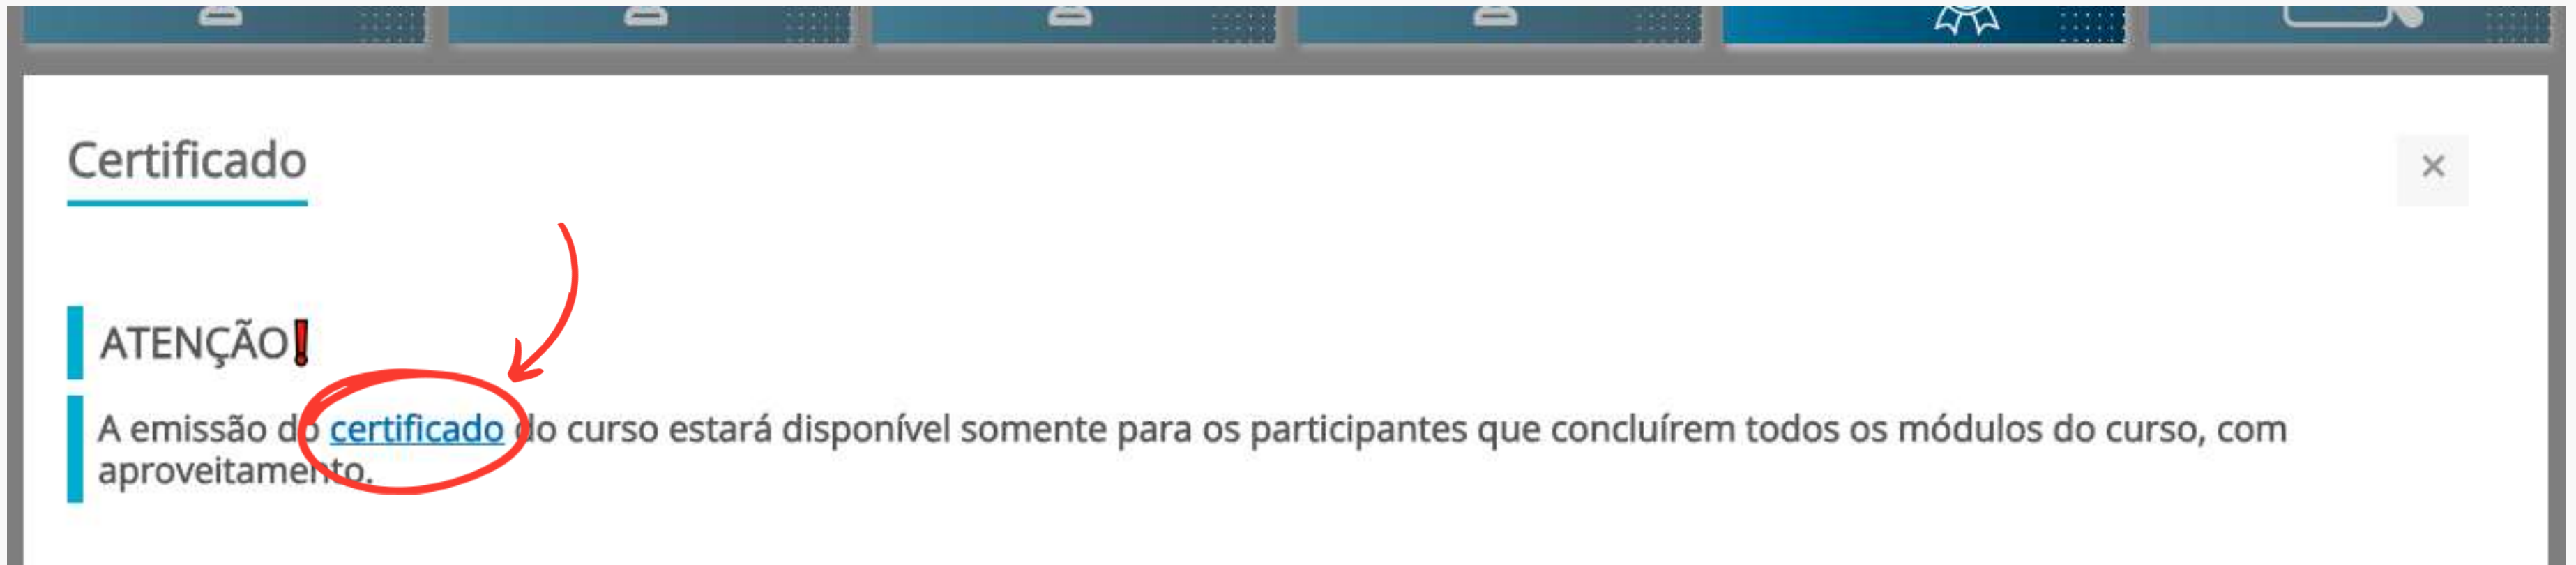 Certificado
×
ATENÇÃO❗
A emissão do certificado do curso estará disponível somente para os participantes que concluírem todos os módulos do curso, com
aproveitamento.